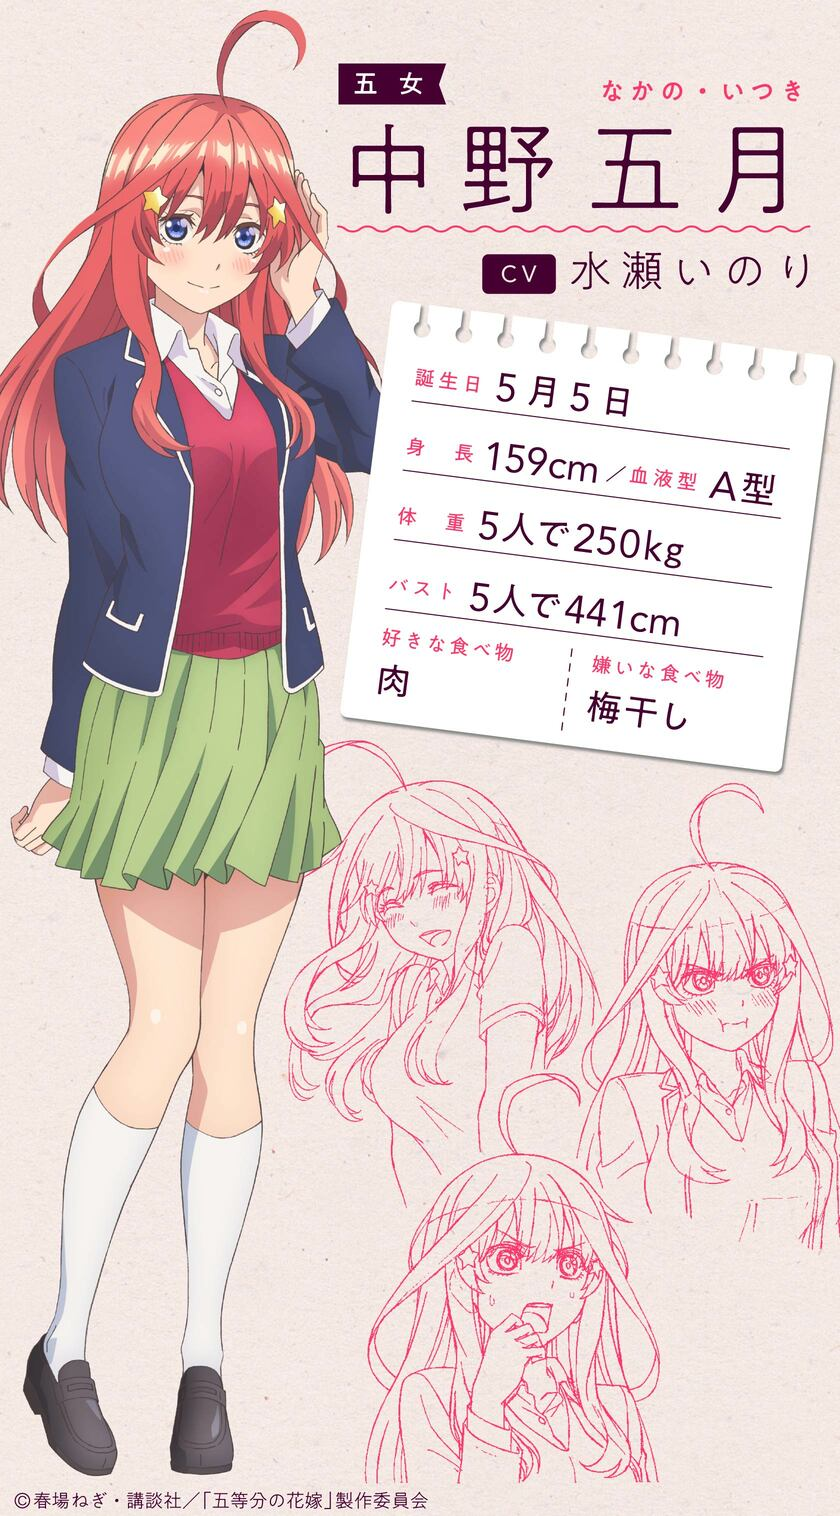 五女
なかの・いつき
中野五月
CV 水瀬いのり
誕生日 5月5日
身長 159cm／血液型 A型
体重 5人で250kg
バスト 5人で441cm
好きな食べ物
肉
嫌いな食べ物
梅干し
©春場ねぎ・講談社／「五等分の花嫁」製作委員会